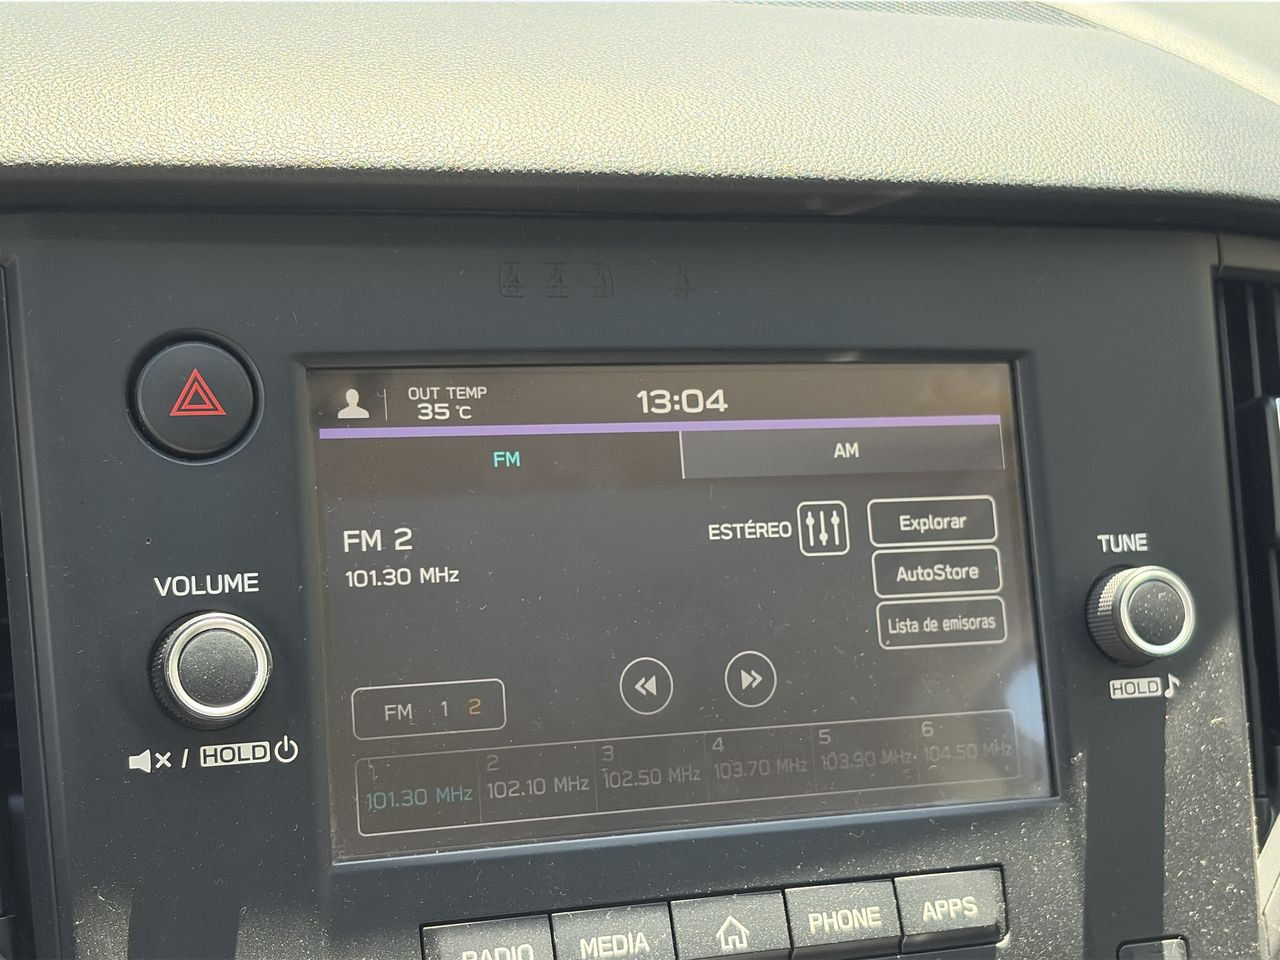 OUT TEMP
35 °C
13:04
FM
AM
FM 2
101.30 MHz
ESTÉREO
Explorar
AutoStore
Lista de emisoras
VOLUME
/ HOLD
TUNE
HOLD
FM 1 2
1
101.30 MHz
2
102.10 MHz
3
102.50 MHz
4
103.70 MHz
5
103.90 MHz
6
104.50 MHz
RADIO
MEDIA
PHONE
APPS